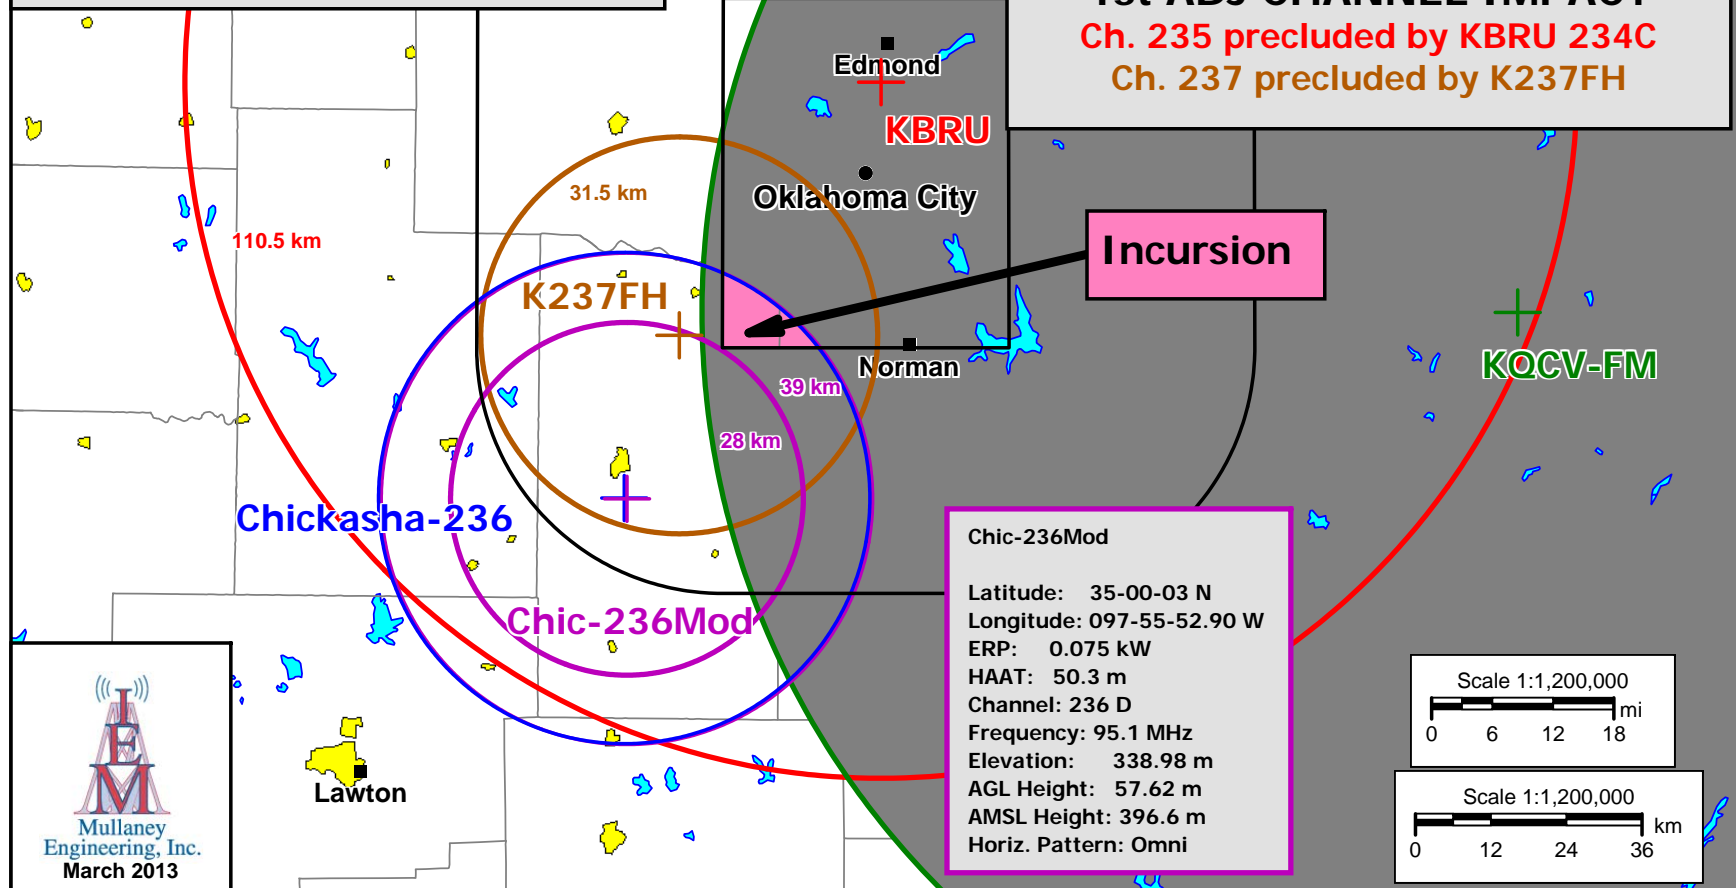 1st ADJ CHANNEL IMPACT
Ch. 235 precluded by KBRU 234C
Ch. 237 precluded by K237FH
Edmond
KBRU
31.5 km
Oklahoma City
110.5 km
Incursion
K237FH
Norman
KQCV-FM
39 km
28 km
Chickasha-236
Chic-236Mod
Chic-236Mod
Latitude: 35-00-03 N
Longitude: 097-55-52.90 W
ERP: 0.075 kW
HAAT: 50.3 m
Channel: 236 D
Frequency: 95.1 MHz
Elevation: 338.98 m
AGL Height: 57.62 m
AMSL Height: 396.6 m
Horiz. Pattern: Omni
Scale 1:1,200,000
mi
0 6 12 18
Scale 1:1,200,000
km
0 12 24 36
Lawton
I
E
M
Mullaney
Engineering, Inc.
March 2013